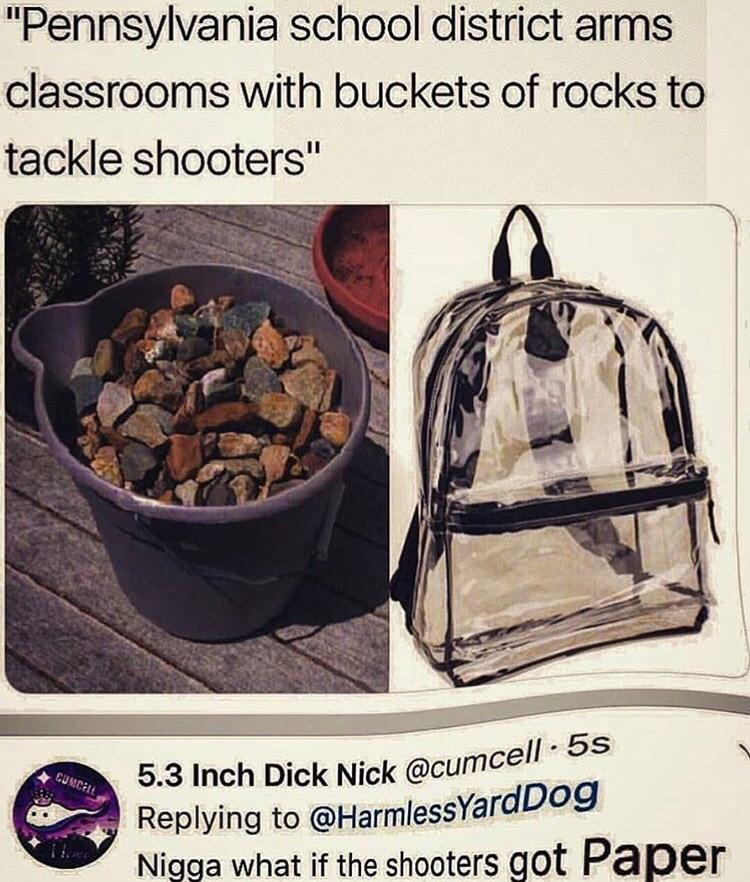 "Pennsylvania school district arms
classrooms with buckets of rocks to
tackle shooters"
CUMCELL
5.3 Inch Dick Nick @cumcell · 5s
Replying to @HarmlessYardDog
Nigga what if the shooters got Paper